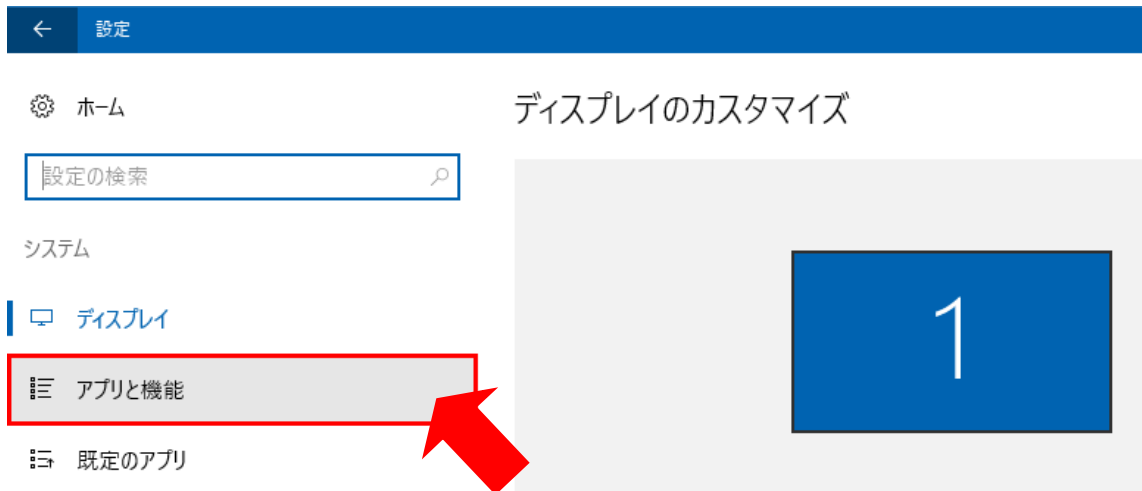 設定
ホーム
設定の検索
システム
ディスプレイ
アプリと機能
既定のアプリ
ディスプレイのカスタマイズ
1